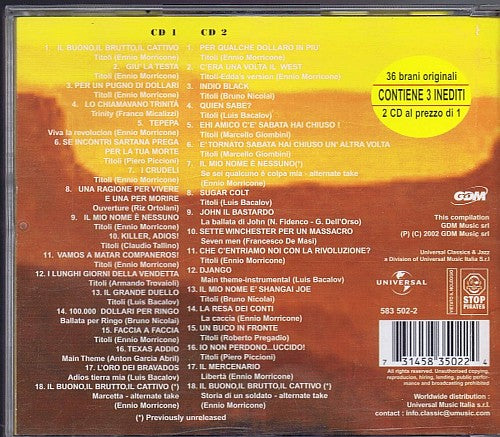 CD 1
1. IL BUONO,IL BRUTTO,IL CATTIVO
Titoli (Ennio Morricone)
2. GIU' LA TESTA
Titoli (Ennio Morricone)
3. PER UN PUGNO DI DOLLARI
Titoli (Ennio Morricone)
4. LO CHIAMAVANO TRINITÀ
Trinity (Franco Micalizzi)
5. TEPEPA
Viva la revolucion (Ennio Morricone)
6. SE INCONTRI SARTANA PREGA
PER LA TUA MORTE
Titoli (Piero Piccioni)
7. I CRUDELI
Titoli (Ennio Morricone)
8. UNA RAGIONE PER VIVERE
E UNA PER MORIRE
Ouverture (Riz Ortolani)
9. IL MIO NOME È NESSUNO
Titoli (Ennio Morricone)
10. KILLER, ADIOS!
Titoli (Claudio Tallino)
11. VAMOS A MATAR COMPANEROS!
Titoli (Ennio Morricone)
12. I LUNGHI GIORNI DELLA VENDETTA
Titoli (Armando Trovaioli)
13. IL GRANDE DUELLO
Titoli (Luis Bacalov)
14. 100.000 DOLLARI PER RINGO
Ballata per Ringo (Bruno Nicolai)
15. FACCIA A FACCIA
Titoli (Ennio Morricone)
16. TEXAS ADDIO
Main Theme (Anton Garcia Abril)
17. L'ORO DEI BRAVADOS
Adios tierra mia (Luis Bacalov)
18. IL BUONO,IL BRUTTO,IL CATTIVO (*)
Marcetta - alternate take
(Ennio Morricone)
CD 2
1. PER QUALCHE DOLLARO IN PIU'
Titoli (Ennio Morricone)
2. C'ERA UNA VOLTA IL WEST
Titoli-Edda's version (Ennio Morricone)
3. INDIO BLACK
Titoli (Bruno Nicolai)
4. QUIEN SABE?
Titoli (Luis Bacalov)
5. EHI AMICO C'E' SABATA HAI CHIUSO !
Titoli (Marcello Giombini)
6. E'TORNATO SABATA HAI CHIUSO UN'ALTRA VOLTA
Titoli (Marcello Giombini)
7. IL MIO NOME È NESSUNO (*)
Se sei qualcuno è colpa mia - alternate take
(Ennio Morricone)
8. SUGAR COLT
Titoli (Luis Bacalov)
9. JOHN IL BASTARDO
La ballata di John (N. Fidenco - G. Dell'Orso)
10. SETTE WINCHESTER PER UN MASSACRO
Seven men (Francesco De Masi)
11. CHE C'ENTRIAMO NOI CON LA RIVOLUZIONE?
Titoli (Ennio Morricone)
12. DJANGO
Main theme-instrumental (Luis Bacalov)
13. IL MIO NOME E' SHANGAI JOE
Titoli (Bruno Nicolai)
14. LA RESA DEI CONTI
La caccia (Ennio Morricone)
15. UN BUCO IN FRONTE
Titoli (Roberto Pregadio)
16. IO NON PERDONO...UCCIDO!
Titoli (Piero Piccioni)
17. IL MERCENARIO
Libertà (Ennio Morricone)
18. IL BUONO,IL BRUTTO,IL CATTIVO (*)
Storia di un soldato - alternate take
(Ennio Morricone)
(*) Previously unreleased
36 brani originali
CONTIENE 3 INEDITI
2 CD al prezzo di 1
GDM
This compilation
GDM Music srl
(P) (C) 2002 GDM Music srl
Universal Classics & Jazz
a Division of Universal Music Italia S.r.l.
UNIVERSAL
STOP
PIRATES
583 502-2
7 31458 35022 4
All rights reserved. Unauthorised copying,
reproduction, hiring, lending, public perfor-
mance and broadcasting prohibited
Worldwide distribution :
Universal Music Italia s.r.l.
contact : info.classic@umusic.com